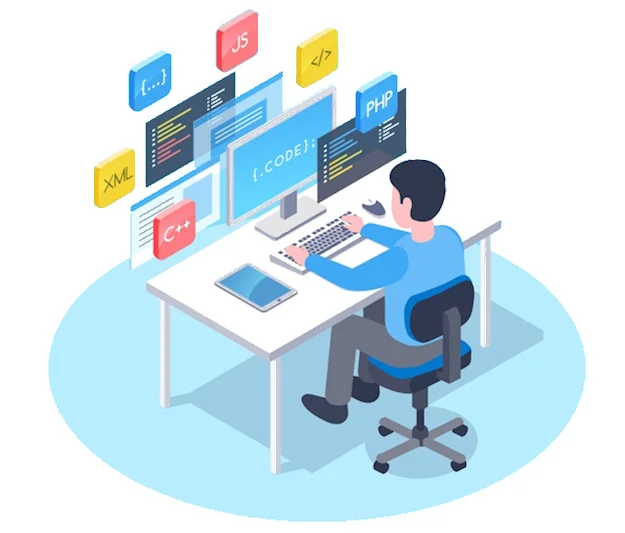 JS
</>
{...}
PHP
{.CODE};
XML
C++